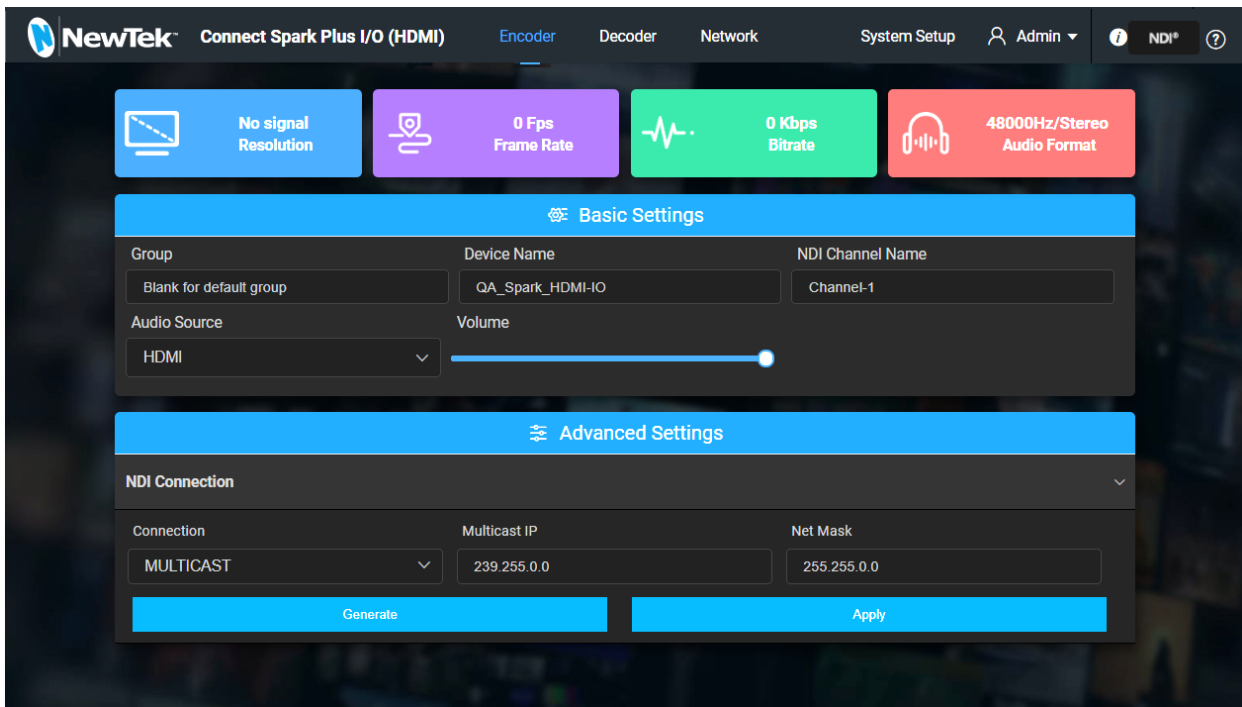 NewTek™ Connect Spark Plus I/O (HDMI) Encoder Decoder Network System Setup Admin i NDI® ?
No signal
Resolution
0 Fps
Frame Rate
0 Kbps
Bitrate
48000Hz/Stereo
Audio Format
Basic Settings
Group Device Name NDI Channel Name
Blank for default group QA_Spark_HDMI-IO Channel-1
Audio Source Volume
HDMI
Advanced Settings
NDI Connection
Connection Multicast IP Net Mask
MULTICAST 239.255.0.0 255.255.0.0
Generate Apply